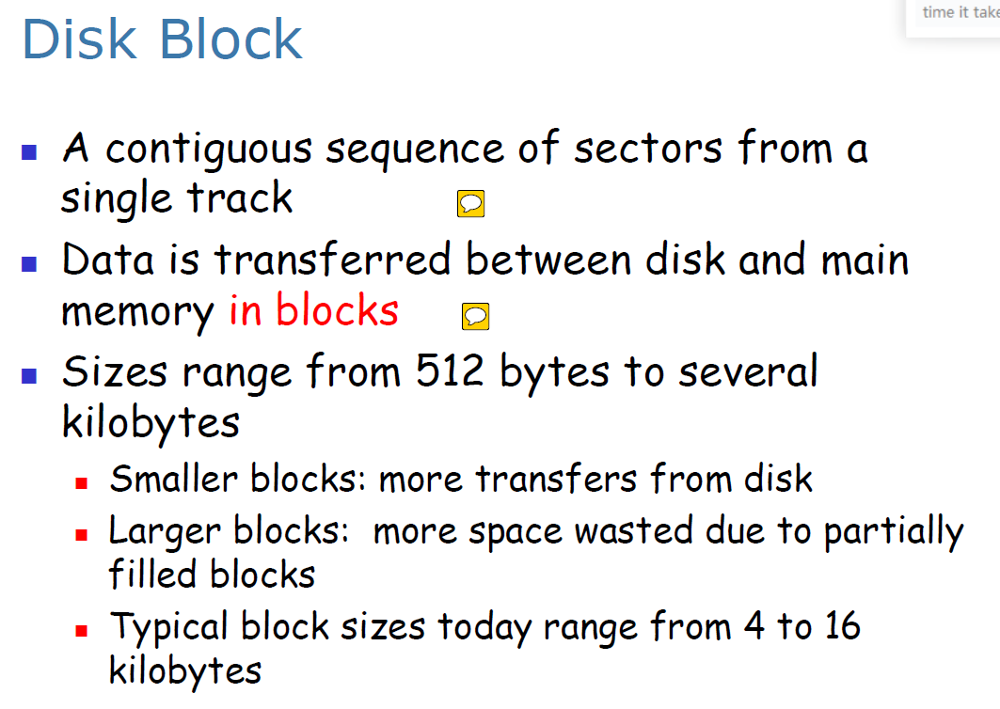 Disk Block
time it take
A contiguous sequence of sectors from a
single track
Data is transferred between disk and main
memory in blocks
Sizes range from 512 bytes to several
kilobytes
Smaller blocks: more transfers from disk
Larger blocks:  more space wasted due to partially
filled blocks
Typical block sizes today range from 4 to 16
kilobytes